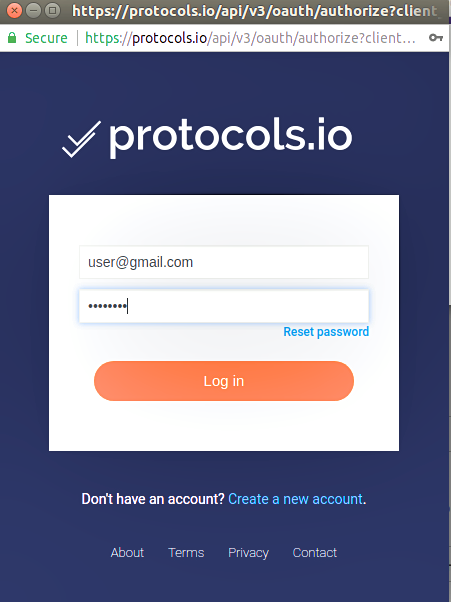 https://protocols.io/api/v3/oauth/authorize?client_
Secure https://protocols.io/api/v3/oauth/authorize?client…
protocols.io
user@gmail.com
••••••••
Reset password
Log in
Don't have an account? Create a new account.
About Terms Privacy Contact